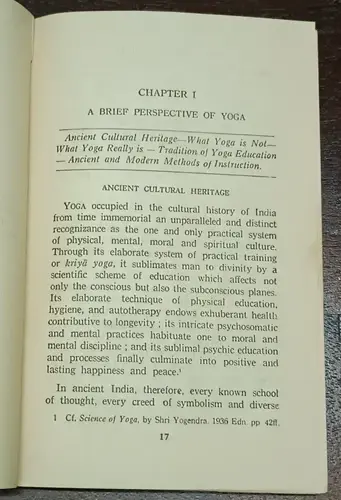 CHAPTER I
A BRIEF PERSPECTIVE OF YOGA
Ancient Cultural Heritage—What Yoga is Not—
What Yoga Really is — Tradition of Yoga Education
— Ancient and Modern Methods of Instruction.
ANCIENT CULTURAL HERITAGE
YOGA occupied in the cultural history of India
from time immemorial an unparalleled and distinct
recognizance as the one and only practical system
of physical, mental, moral and spiritual culture.
Through its elaborate system of practical training
or kriyā yoga, it sublimates man to divinity by a
scientific scheme of education which affects not
only the conscious but also the subconscious planes.
Its elaborate technique of physical education,
hygiene, and autotherapy endows exhuberant health
contributive to longevity ; its intricate psychosomatic
and mental practices habituate one to moral and
mental discipline ; and its sublimal psychic education
and processes finally culminate into positive and
lasting happiness and peace.¹
In ancient India, therefore, every known school
of thought, every creed of symbolism and diverse
1 Cf. Science of Yoga, by Shri Yogendra. 1936 Edn. pp 42ff.
17